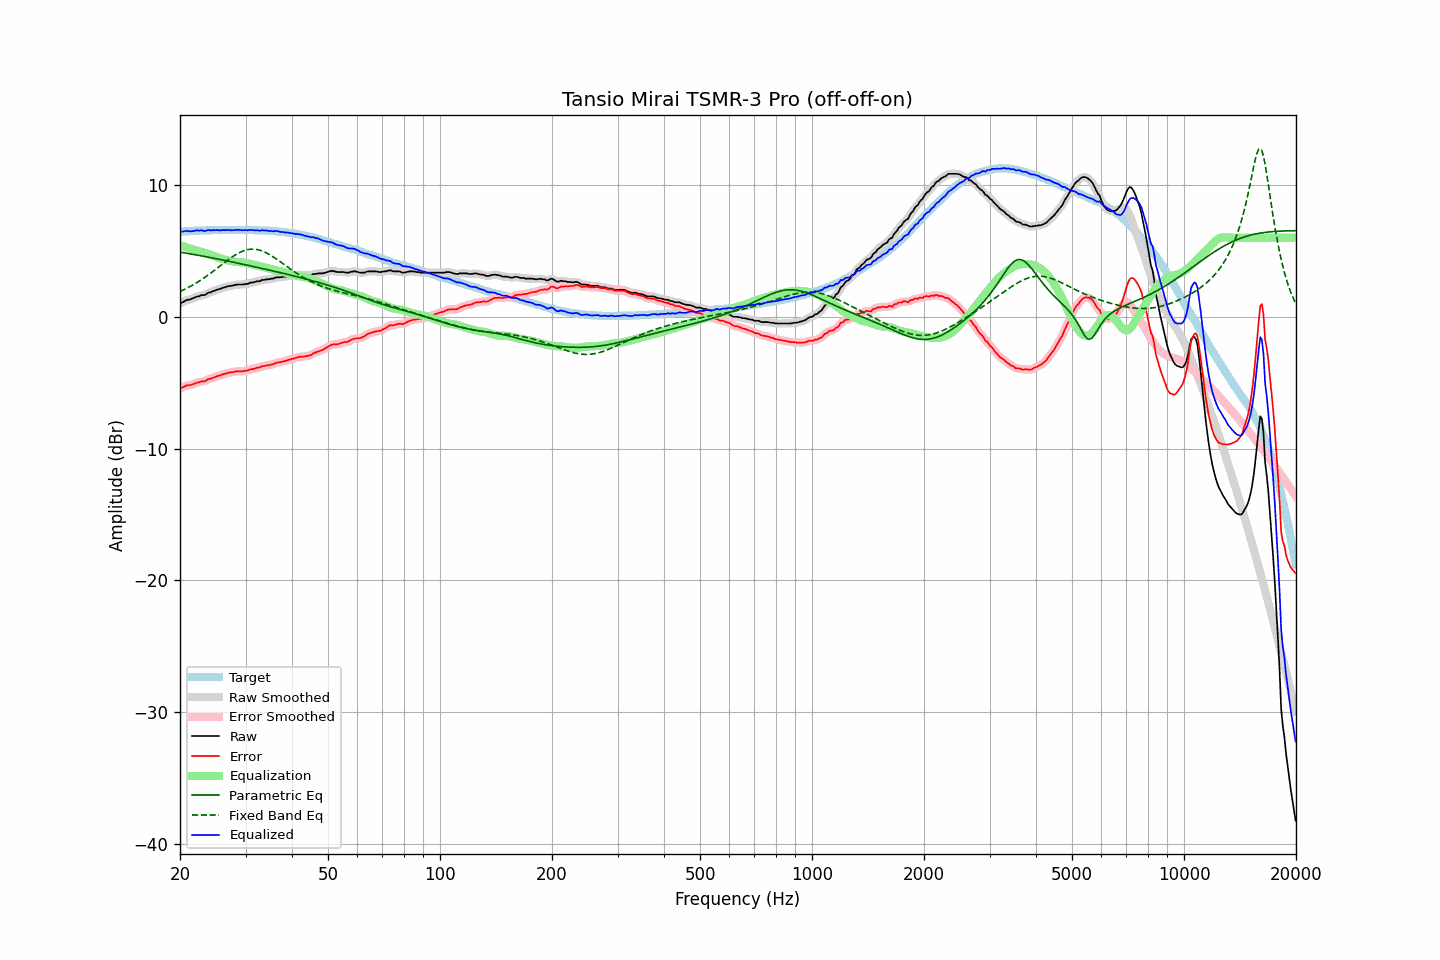 Tansio Mirai TSMR-3 Pro (off-off-on)
Amplitude (dBr)
10
0
−10
−20
−30
−40
Target
Raw Smoothed
Error Smoothed
Raw
Error
Equalization
Parametric Eq
Fixed Band Eq
Equalized
20 50 100 200 500 1000 2000 5000 10000 20000
Frequency (Hz)